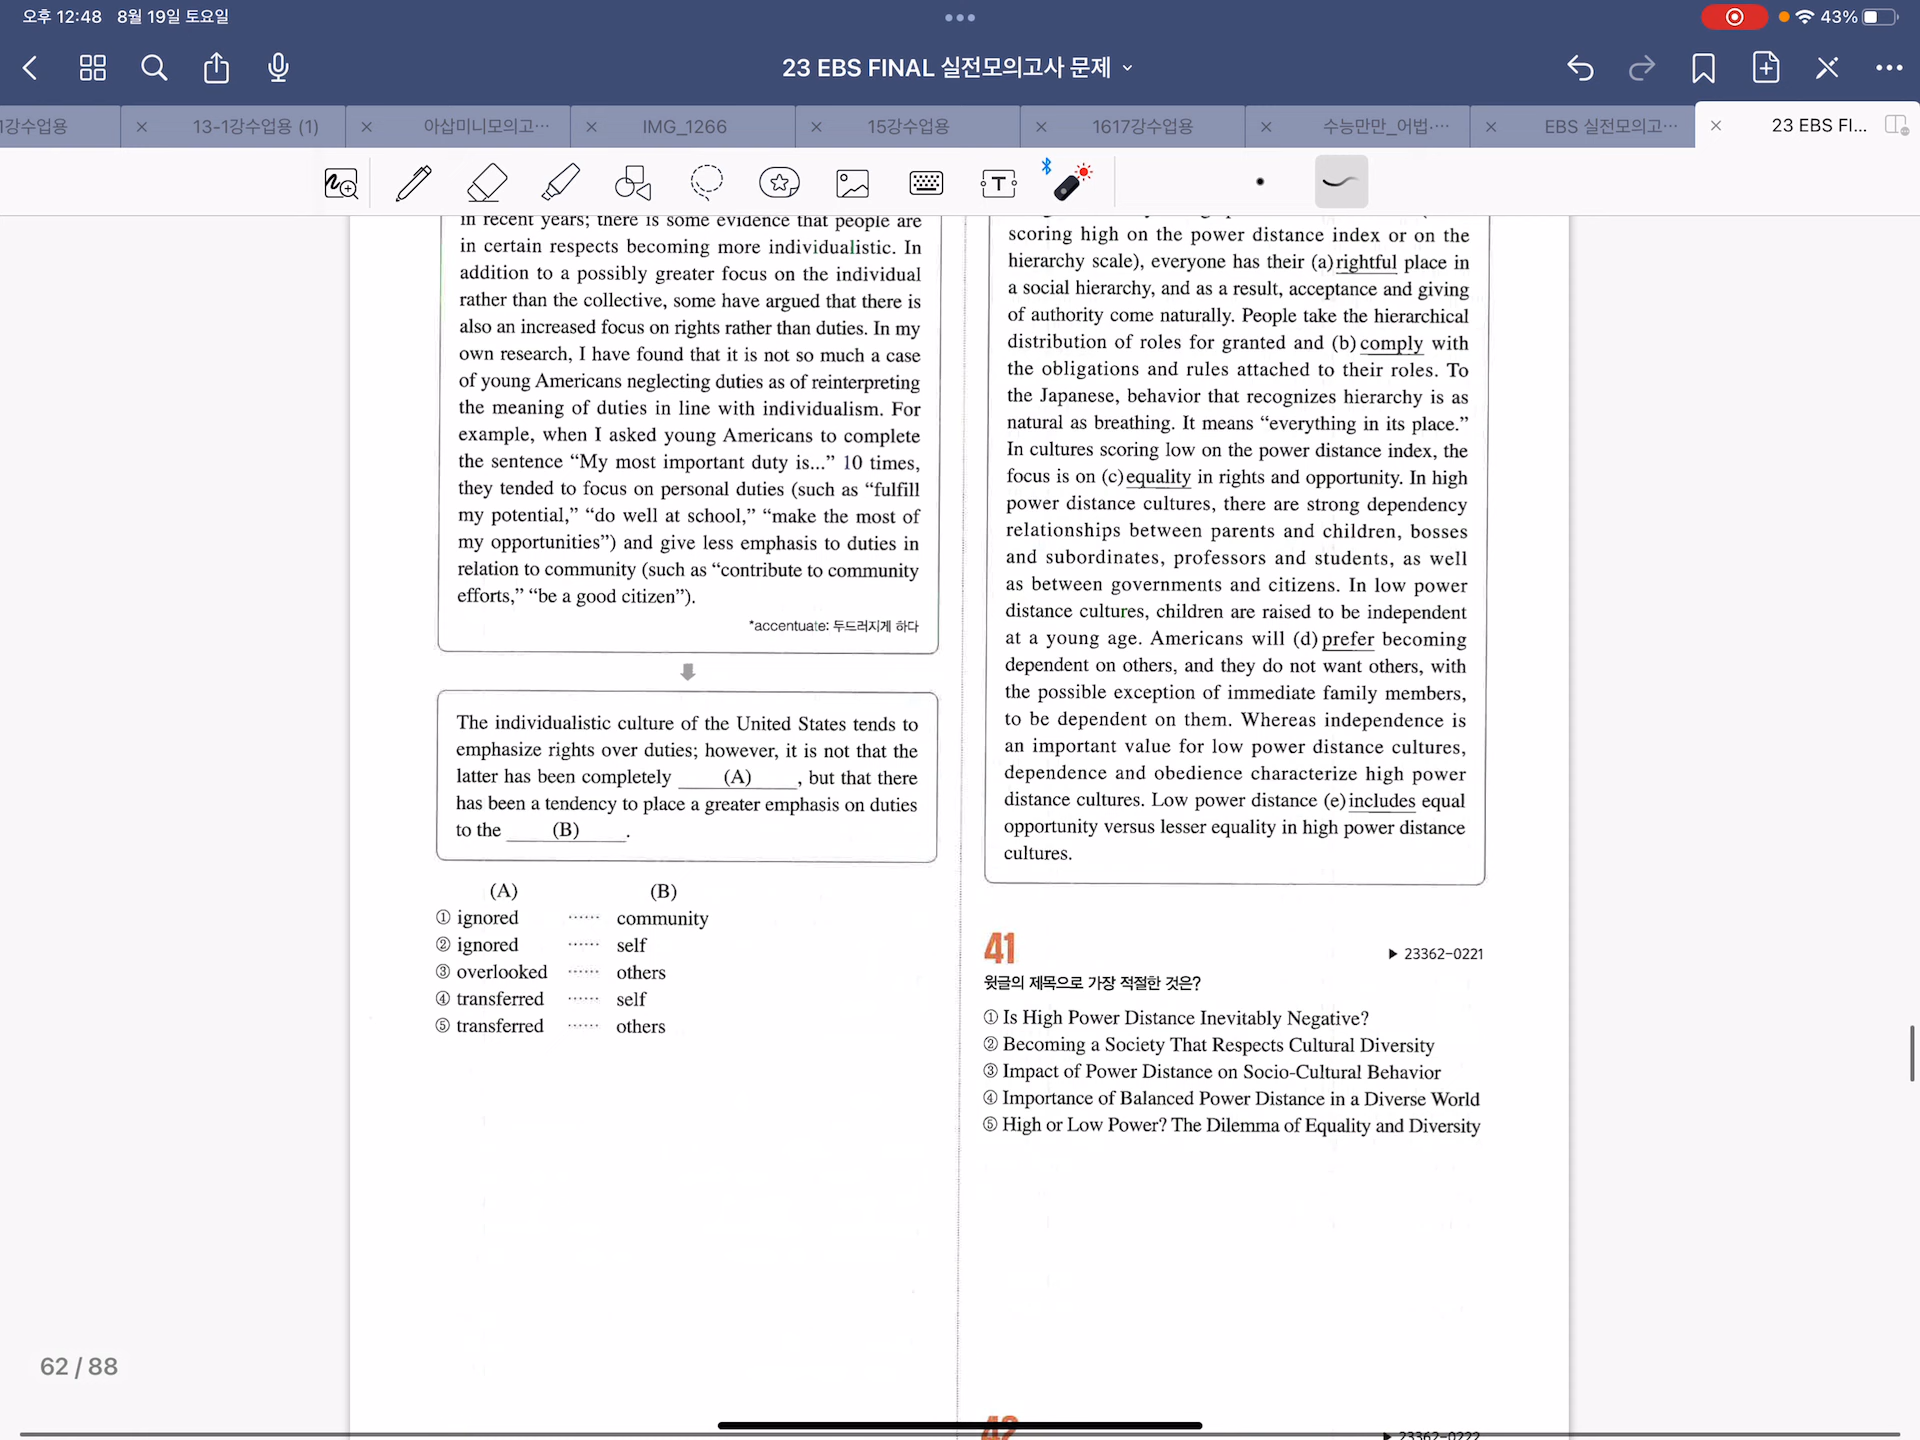 오후 12:48 8월 19일 토요일
43%
23 EBS FINAL 실전모의고사 문제
1강수업용
13-1강수업용 (1)
아삽미니모의고…
IMG_1266
15강수업용
1617강수업용
수능만만_어법.…
EBS 실전모의고…
23 EBS FI...
in recent years; there is some evidence that people are
in certain respects becoming more individualistic. In
addition to a possibly greater focus on the individual
rather than the collective, some have argued that there is
also an increased focus on rights rather than duties. In my
own research, I have found that it is not so much a case
of young Americans neglecting duties as of reinterpreting
the meaning of duties in line with individualism. For
example, when I asked young Americans to complete
the sentence “My most important duty is...” 10 times,
they tended to focus on personal duties (such as “fulfill
my potential,” “do well at school,” “make the most of
my opportunities”) and give less emphasis to duties in
relation to community (such as “contribute to community
efforts,” “be a good citizen”).
*accentuate: 두드러지게 하다
The individualistic culture of the United States tends to
emphasize rights over duties; however, it is not that the
latter has been completely (A) , but that there
has been a tendency to place a greater emphasis on duties
to the (B) .
(A) (B)
① ignored ······ community
② ignored ······ self
③ overlooked ······ others
④ transferred ······ self
⑤ transferred ······ others
scoring high on the power distance index or on the
hierarchy scale), everyone has their (a) rightful place in
a social hierarchy, and as a result, acceptance and giving
of authority come naturally. People take the hierarchical
distribution of roles for granted and (b) comply with
the obligations and rules attached to their roles. To
the Japanese, behavior that recognizes hierarchy is as
natural as breathing. It means “everything in its place.”
In cultures scoring low on the power distance index, the
focus is on (c) equality in rights and opportunity. In high
power distance cultures, there are strong dependency
relationships between parents and children, bosses
and subordinates, professors and students, as well
as between governments and citizens. In low power
distance cultures, children are raised to be independent
at a young age. Americans will (d) prefer becoming
dependent on others, and they do not want others, with
the possible exception of immediate family members,
to be dependent on them. Whereas independence is
an important value for low power distance cultures,
dependence and obedience characterize high power
distance cultures. Low power distance (e) includes equal
opportunity versus lesser equality in high power distance
cultures.
41
▶ 23362-0221
윗글의 제목으로 가장 적절한 것은?
① Is High Power Distance Inevitably Negative?
② Becoming a Society That Respects Cultural Diversity
③ Impact of Power Distance on Socio-Cultural Behavior
④ Importance of Balanced Power Distance in a Diverse World
⑤ High or Low Power? The Dilemma of Equality and Diversity
42
▶ 23362-0222
62 / 88